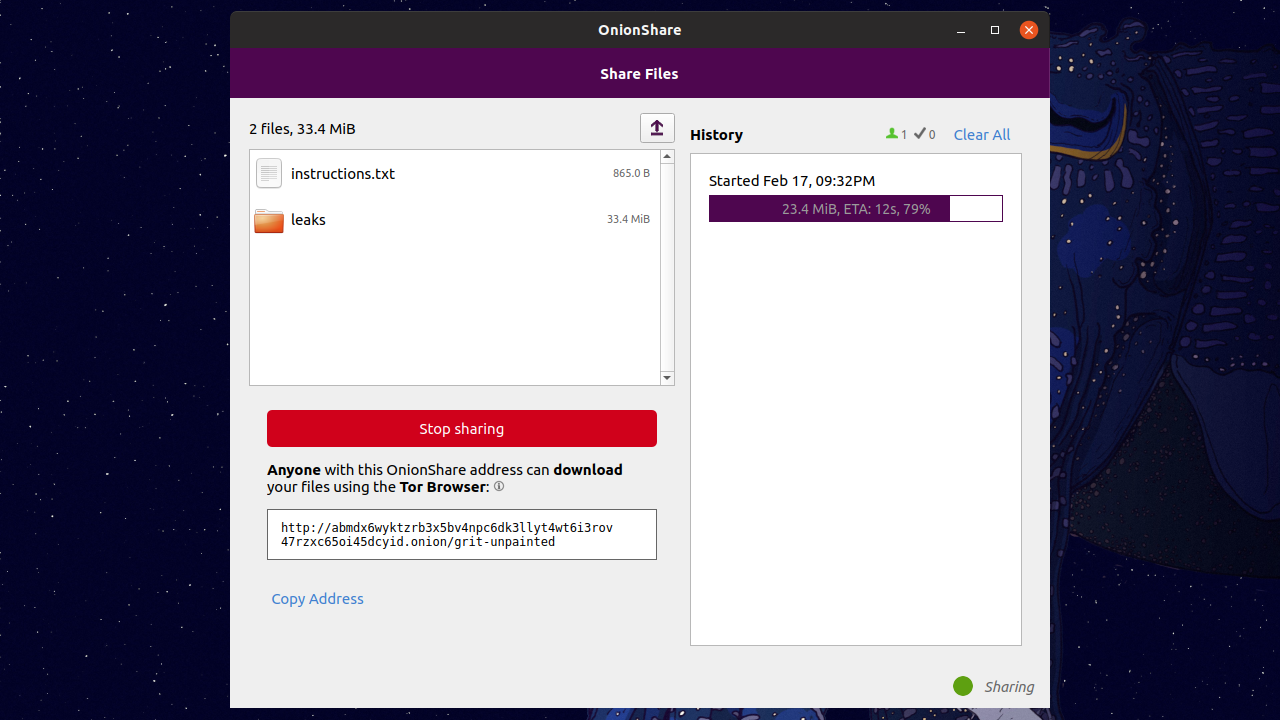 OnionShare
Share Files
2 files, 33.4 MiB
instructions.txt 865.0 B
leaks 33.4 MiB
Stop sharing
Anyone with this OnionShare address can download
your files using the Tor Browser:
http://abmdx6wyktzrb3x5bv4npc6dk3llyt4wt6i3rov
47rzxc65oi45dcyid.onion/grit-unpainted
Copy Address
History 1 0 Clear All
Started Feb 17, 09:32PM
23.4 MiB, ETA: 12s, 79%
Sharing